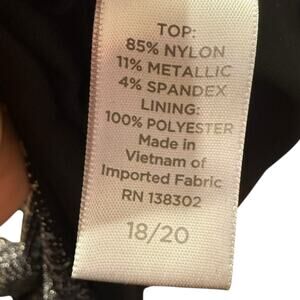 TOP:
85% NYLON
11% METALLIC
4% SPANDEX
LINING:
100% POLYESTER
Made in
Vietnam of
Imported Fabric
RN 138302
18/20